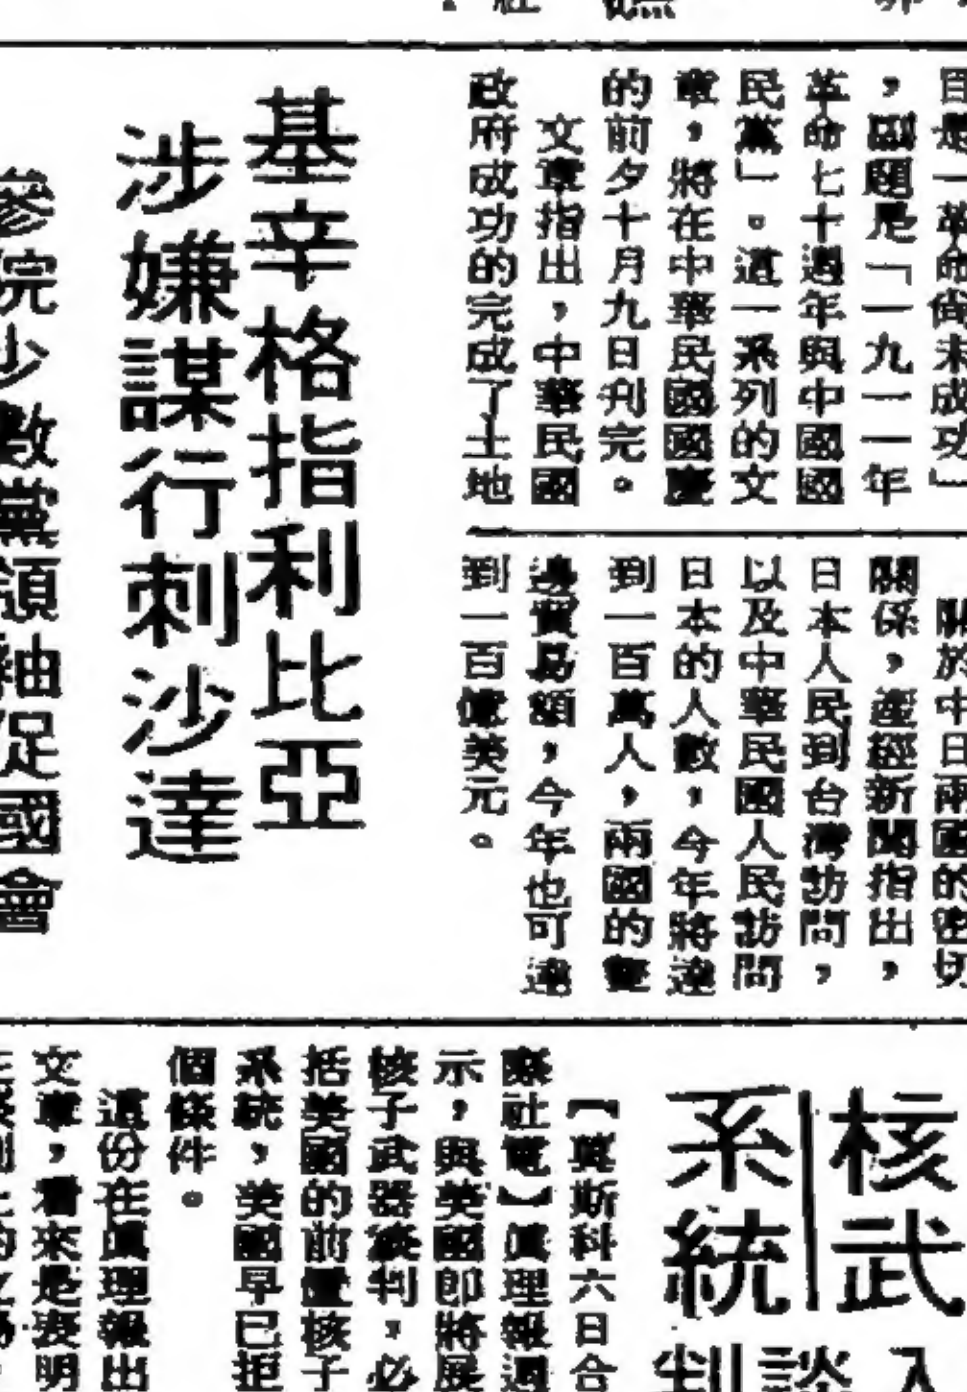 目是一革命尚未成功」
，副題是「一九一一年
革命七十週年與中國國
民黨」。這一系列的文
章，將在中華民國國慶
的前夕十月九日刊完。
文章指出，中華民國
政府成功的完成了土地
關於中日兩國的密切
關係，產經新聞指出，
日本人民到台灣訪問，
以及中華民國人民訪問
日本的人數，今年將達
到一百萬人，兩國的雙
邊貿易額，今年也可達
到一百億美元。
基辛格指利比亞
涉嫌謀行刺沙達
參院少數黨領袖促國會
核武
系統
入
談判
【莫斯科六日合
眾社電】真理報週
示，與美國即將展
核子武器談判，必
括美國的前置核子
系統，美國早已拒
個條件。
這份在真理報出
文章，看來是表明